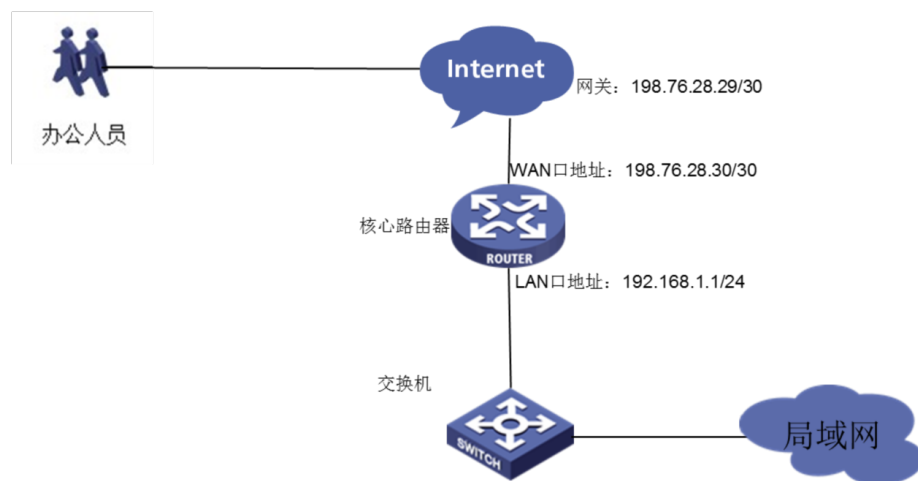 Internet
网关：198.76.28.29/30
办公人员
WAN口地址：198.76.28.30/30
核心路由器
ROUTER
LAN口地址：192.168.1.1/24
交换机
SWITCH
局域网